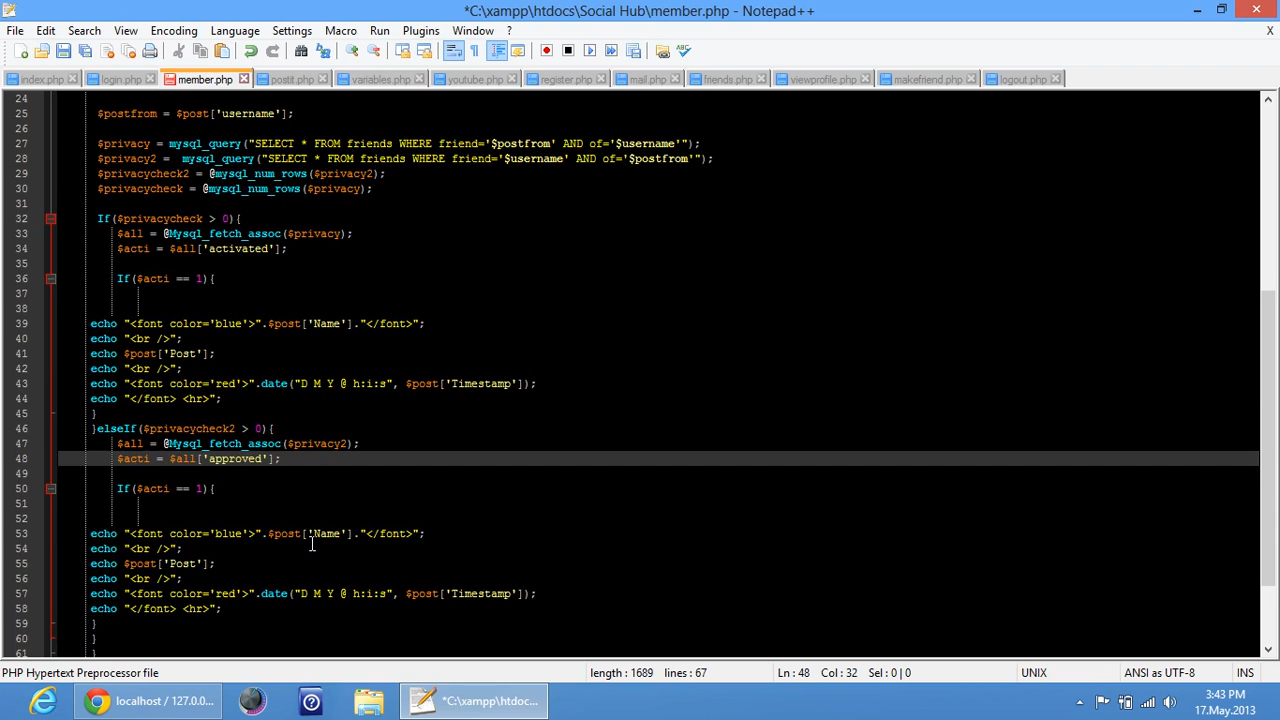 *C:\xampp\htdocs\Social Hub\member.php - Notepad++
File Edit Search View Encoding Language Settings Macro Run Plugins Window ? X
index.php login.php member.php postit.php variables.php youtube.php register.php mail.php friends.php viewprofile.php makefriend.php logout.php
24
25 $postfrom = $post['username'];
26
27 $privacy = mysql_query("SELECT * FROM friends WHERE friend='$postfrom' AND of='$username'");
28 $privacy2 =  mysql_query("SELECT * FROM friends WHERE friend='$username' AND of='$postfrom'");
29 $privacycheck2 = @mysql_num_rows($privacy2);
30 $privacycheck = @mysql_num_rows($privacy);
31
32 If($privacycheck > 0){
33 $all = @Mysql_fetch_assoc($privacy);
34 $acti = $all['activated'];
35
36 If($acti == 1){
37
38
39 echo "<font color='blue'>".$post['Name']."</font>";
40 echo "<br />";
41 echo $post['Post'];
42 echo "<br />";
43 echo "<font color='red'>".date("D M Y @ h:i:s", $post['Timestamp']);
44 echo "</font> <hr>";
45 }
46 }elseIf($privacycheck2 > 0){
47 $all = @Mysql_fetch_assoc($privacy2);
48 $acti = $all['approved'];
49
50 If($acti == 1){
51
52
53 echo "<font color='blue'>".$post['Name']."</font>";
54 echo "<br />";
55 echo $post['Post'];
56 echo "<br />";
57 echo "<font color='red'>".date("D M Y @ h:i:s", $post['Timestamp']);
58 echo "</font> <hr>";
59 }
60 }
61 }
PHP Hypertext Preprocessor file length : 1689 lines : 67 Ln : 48 Col : 32 Sel : 0 | 0 UNIX ANSI as UTF-8 INS
localhost / 127.0.0... *C:\xampp\htdoc... 3:43 PM
17.May.2013